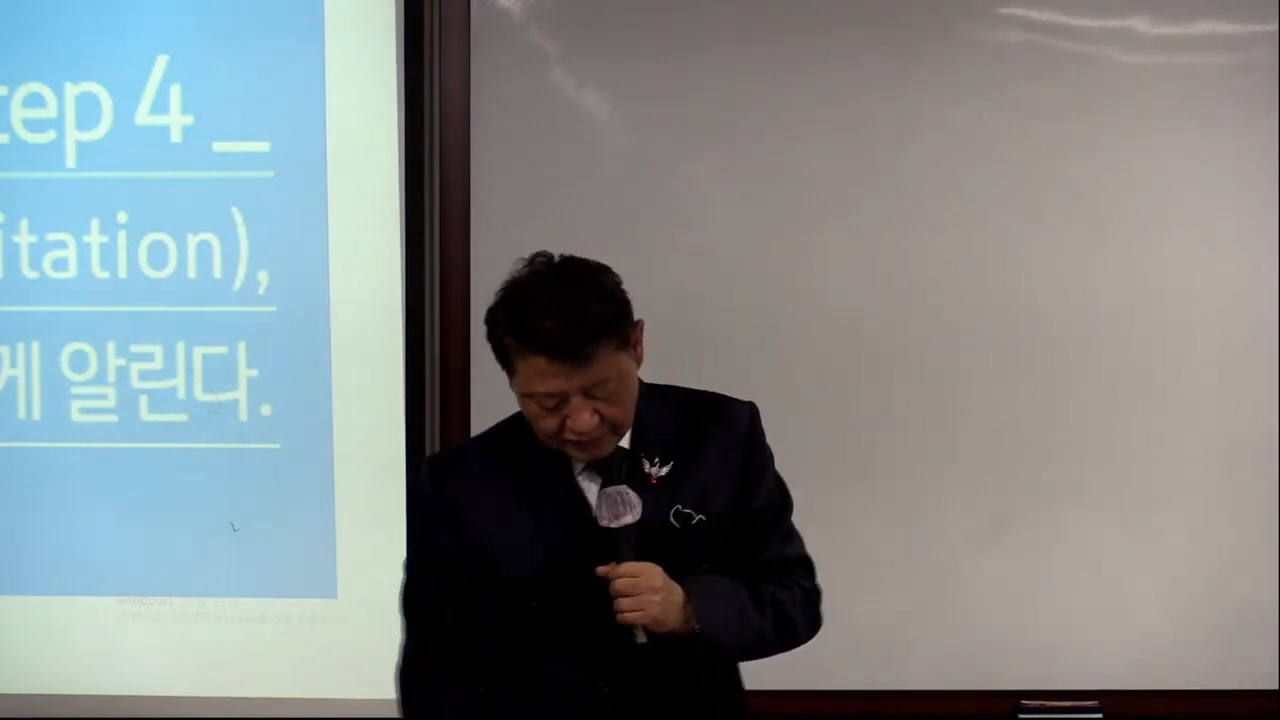 tep 4 _
itation),
게 알린다.